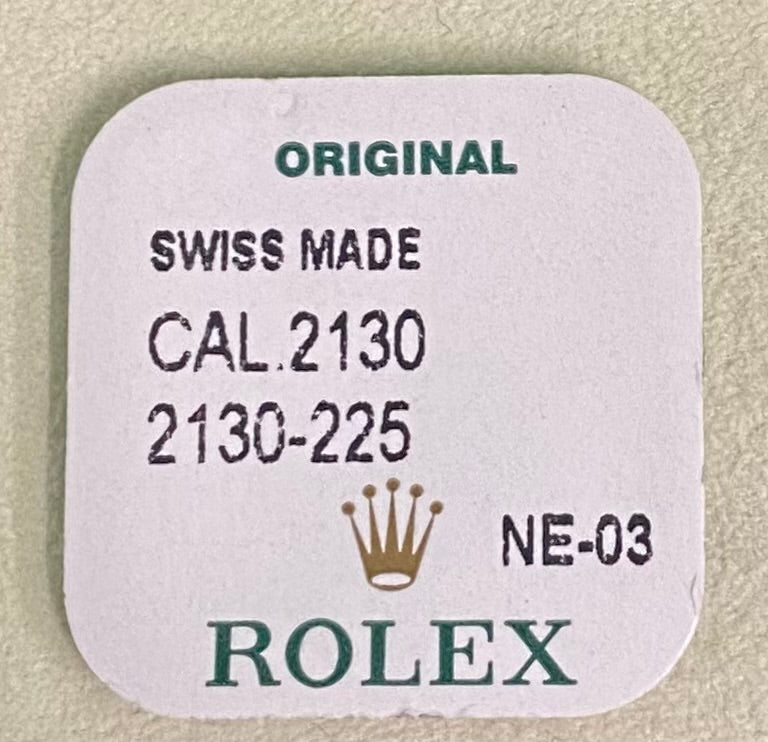 ORIGINAL
SWISS MADE
CAL.2130
2130-225
NE-03
ROLEX